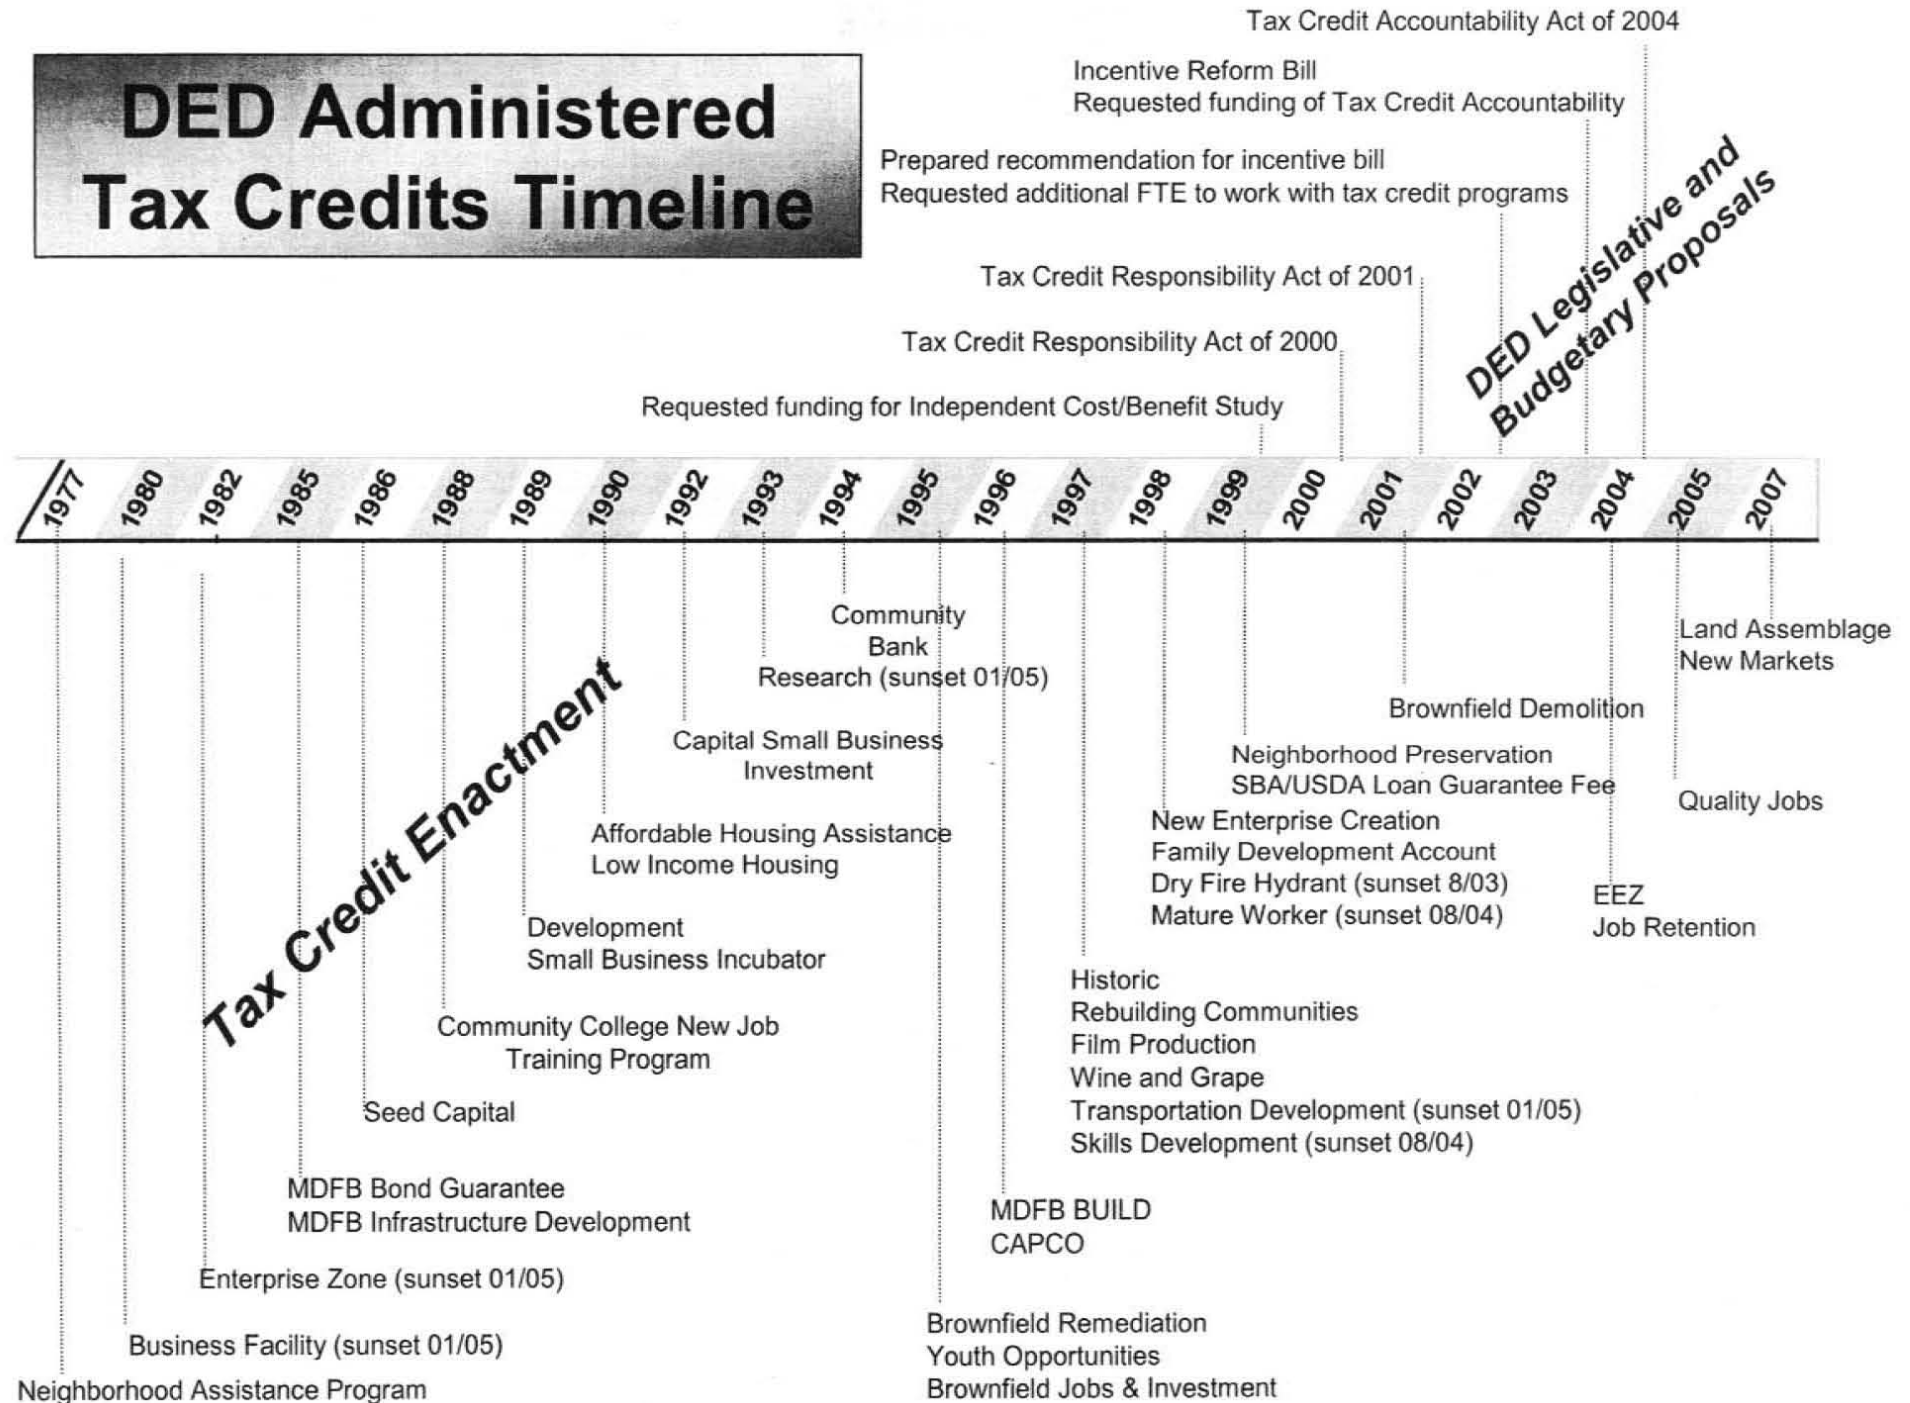 DED Administered
Tax Credits Timeline
Tax Credit Accountability Act of 2004
Incentive Reform Bill
Requested funding of Tax Credit Accountability
Prepared recommendation for incentive bill
Requested additional FTE to work with tax credit programs
Tax Credit Responsibility Act of 2001
Tax Credit Responsibility Act of 2000
Requested funding for Independent Cost/Benefit Study
DED Legislative and
Budgetary Proposals
1977 1980 1982 1985 1986 1988 1989 1990 1992 1993 1994 1995 1996 1997 1998 1999 2000 2001 2002 2003 2004 2005 2007
Tax Credit Enactment
Community
Bank
Research (sunset 01/05)
Capital Small Business
Investment
Affordable Housing Assistance
Low Income Housing
Development
Small Business Incubator
Community College New Job
Training Program
Seed Capital
MDFB Bond Guarantee
MDFB Infrastructure Development
Enterprise Zone (sunset 01/05)
Business Facility (sunset 01/05)
Neighborhood Assistance Program
Land Assemblage
New Markets
Brownfield Demolition
Neighborhood Preservation
SBA/USDA Loan Guarantee Fee
Quality Jobs
New Enterprise Creation
Family Development Account
Dry Fire Hydrant (sunset 8/03)
Mature Worker (sunset 08/04)
EEZ
Job Retention
Historic
Rebuilding Communities
Film Production
Wine and Grape
Transportation Development (sunset 01/05)
Skills Development (sunset 08/04)
MDFB BUILD
CAPCO
Brownfield Remediation
Youth Opportunities
Brownfield Jobs & Investment